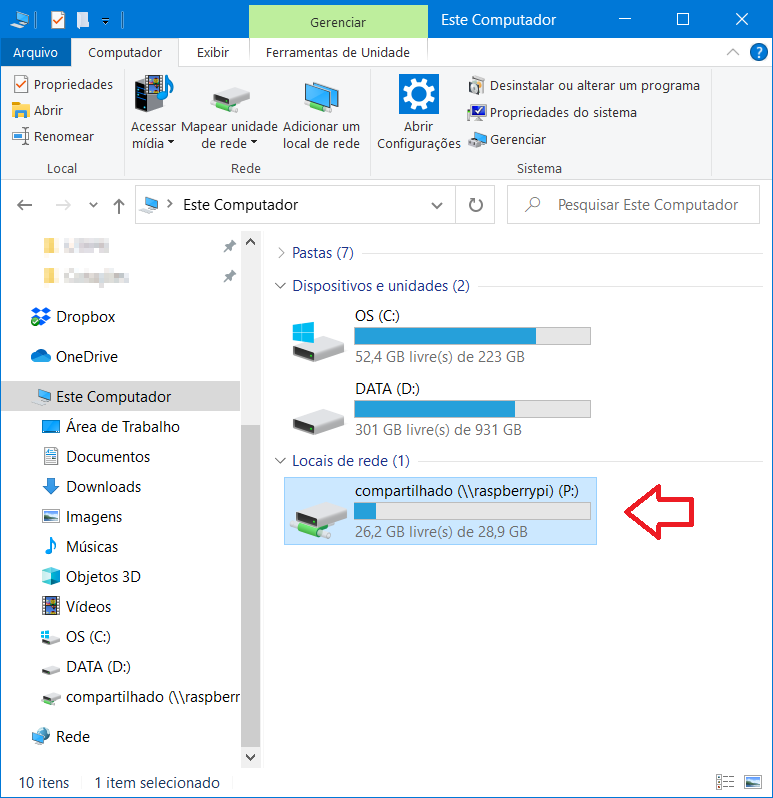 Gerenciar
Este Computador
Arquivo
Computador
Exibir
Ferramentas de Unidade
Propriedades
Abrir
Renomear
Local
Acessar
mídia
Mapear unidade
de rede
Adicionar um
local de rede
Rede
Abrir
Configurações
Desinstalar ou alterar um programa
Propriedades do sistema
Gerenciar
Sistema
Este Computador
Pesquisar Este Computador
Dropbox
OneDrive
Este Computador
Área de Trabalho
Documentos
Downloads
Imagens
Músicas
Objetos 3D
Vídeos
OS (C:)
DATA (D:)
compartilhado (\\raspberr
Rede
Pastas (7)
Dispositivos e unidades (2)
OS (C:)
52,4 GB livre(s) de 223 GB
DATA (D:)
301 GB livre(s) de 931 GB
Locais de rede (1)
compartilhado (\\raspberrypi) (P:)
26,2 GB livre(s) de 28,9 GB
10 itens
1 item selecionado